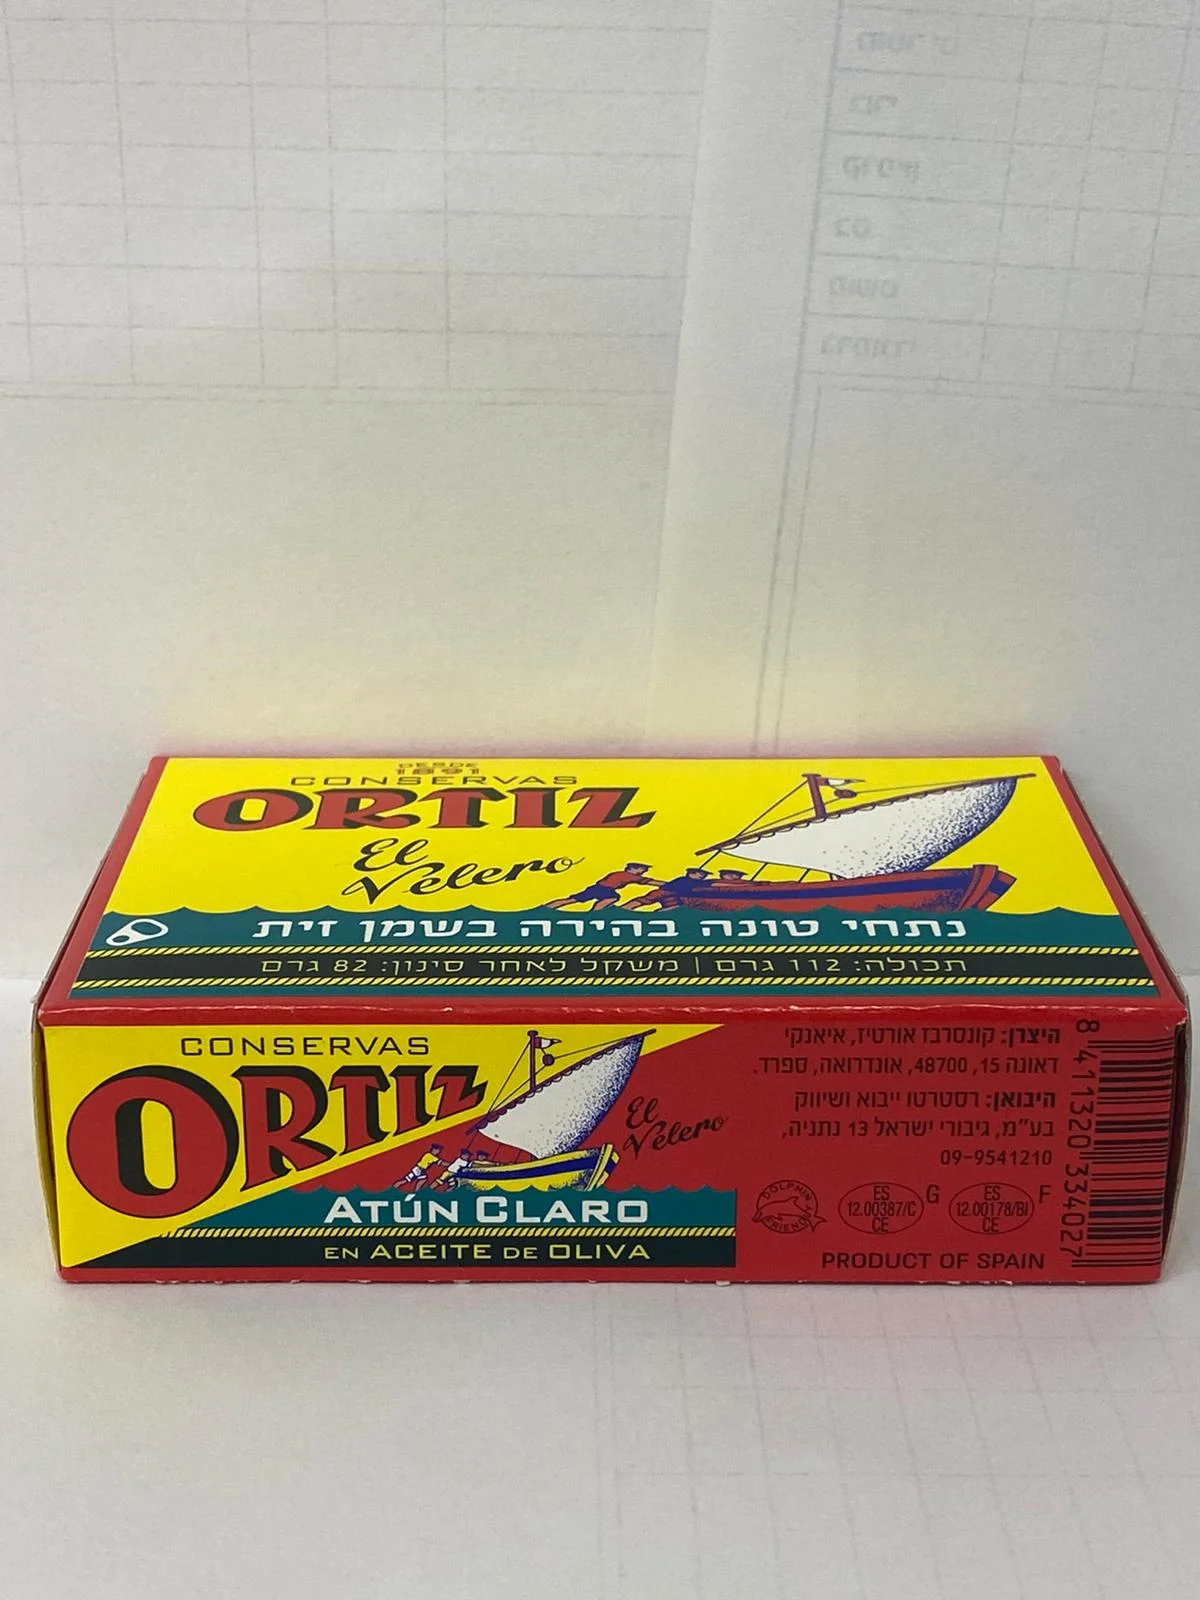 DESDE
1891
CONSERVAS
ORTIZ
El
Velero
נתחי טונה בהירה בשמן זית
תכולה: 112 גרם | משקל לאחר סינון: 82 גרם
CONSERVAS
ORTIZ
El
Velero
ATÚN CLARO
EN ACEITE DE OLIVA
היצרן: קונסרבז אורטיז, איאנקי
דאונה 15, 48700, אונדרואה, ספרד.
היבואן: רסטרטו ייבוא ושיווק
בע"מ, גיבורי ישראל 13 נתניה,
09-9541210
DOLPHIN
FRIENDLY
ES
12.00387/C
CE
G
ES
12.00178/BI
CE
F
PRODUCT OF SPAIN
8 411320 334027